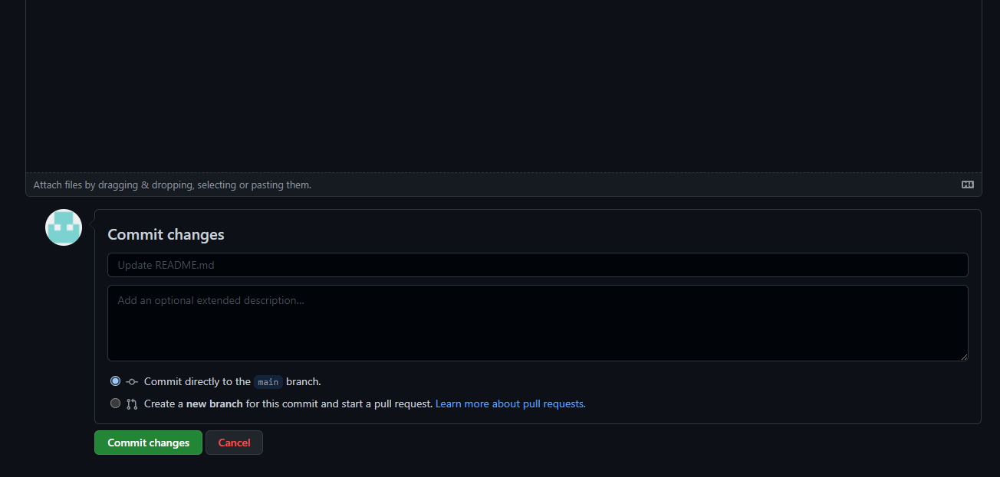 Attach files by dragging & dropping, selecting or pasting them.
Commit changes
Update README.md
Add an optional extended description...
Commit directly to the main branch.
Create a new branch for this commit and start a pull request. Learn more about pull requests.
Commit changes Cancel